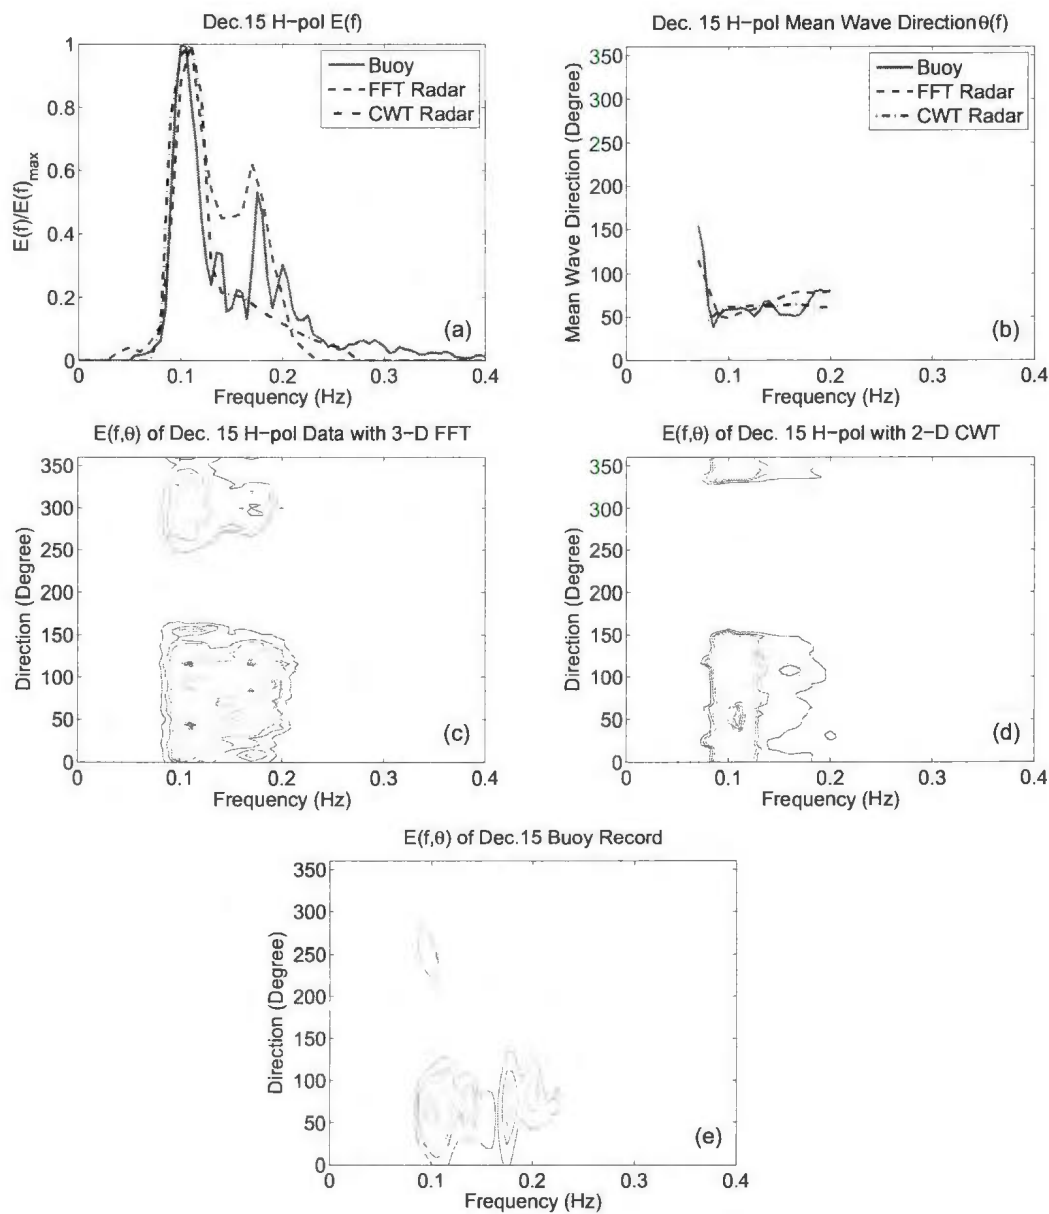 Dec.15 H-pol E(f)
1
0.8
0.6
0.4
0.2
0
E(f)/E(f)max
Buoy
FFT Radar
CWT Radar
(a)
0 0.1 0.2 0.3 0.4
Frequency (Hz)
Dec. 15 H-pol Mean Wave Direction θ(f)
350
300
250
200
150
100
50
0
Mean Wave Direction (Degree)
Buoy
FFT Radar
CWT Radar
(b)
0 0.1 0.2 0.3 0.4
Frequency (Hz)
E(f,θ) of Dec. 15 H-pol Data with 3-D FFT
350
300
250
200
150
100
50
0
Direction (Degree)
(c)
0 0.1 0.2 0.3 0.4
Frequency (Hz)
E(f,θ) of Dec. 15 H-pol with 2-D CWT
350
300
250
200
150
100
50
0
Direction (Degree)
(d)
0 0.1 0.2 0.3 0.4
Frequency (Hz)
E(f,θ) of Dec.15 Buoy Record
350
300
250
200
150
100
50
0
Direction (Degree)
(e)
0 0.1 0.2 0.3 0.4
Frequency (Hz)